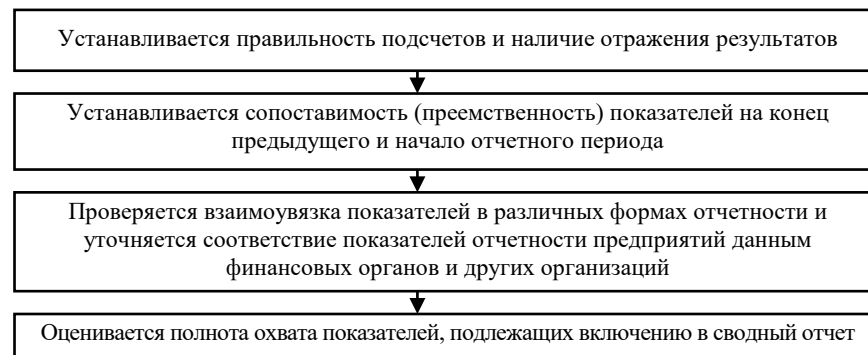 Устанавливается правильность подсчетов и наличие отражения результатов
Устанавливается сопоставимость (преемственность) показателей на конец
предыдущего и начало отчетного периода
Проверяется взаимоувязка показателей в различных формах отчетности и
уточняется соответствие показателей отчетности предприятий данным
финансовых органов и других организаций
Оценивается полнота охвата показателей, подлежащих включению в сводный отчет